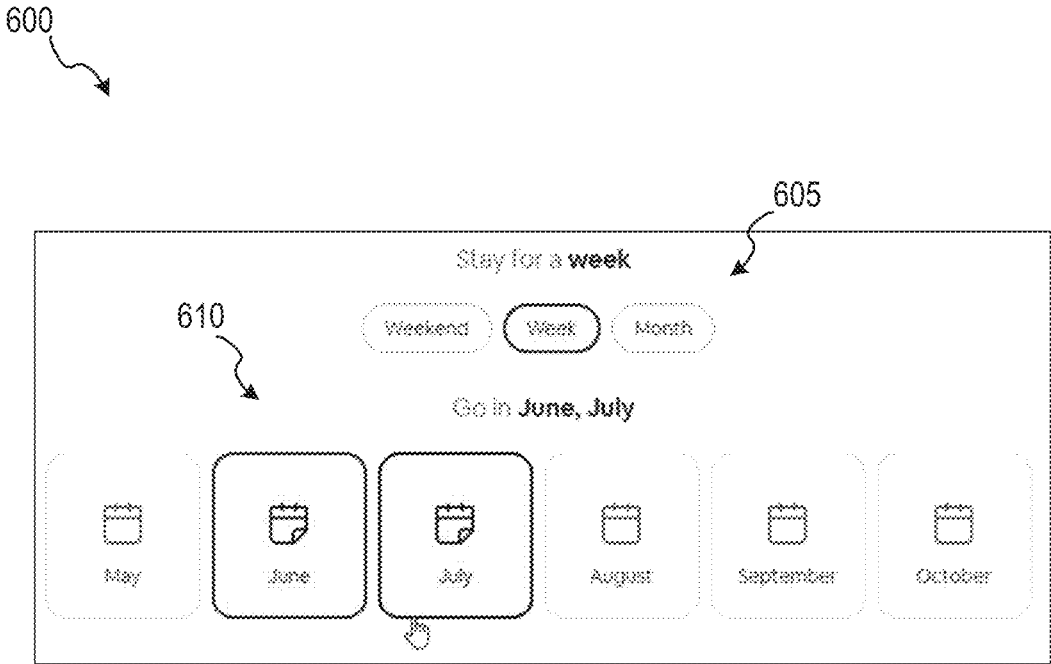 600
605
Stay for a week
610
Weekend Week Month
Go in June, July
May June July August September October